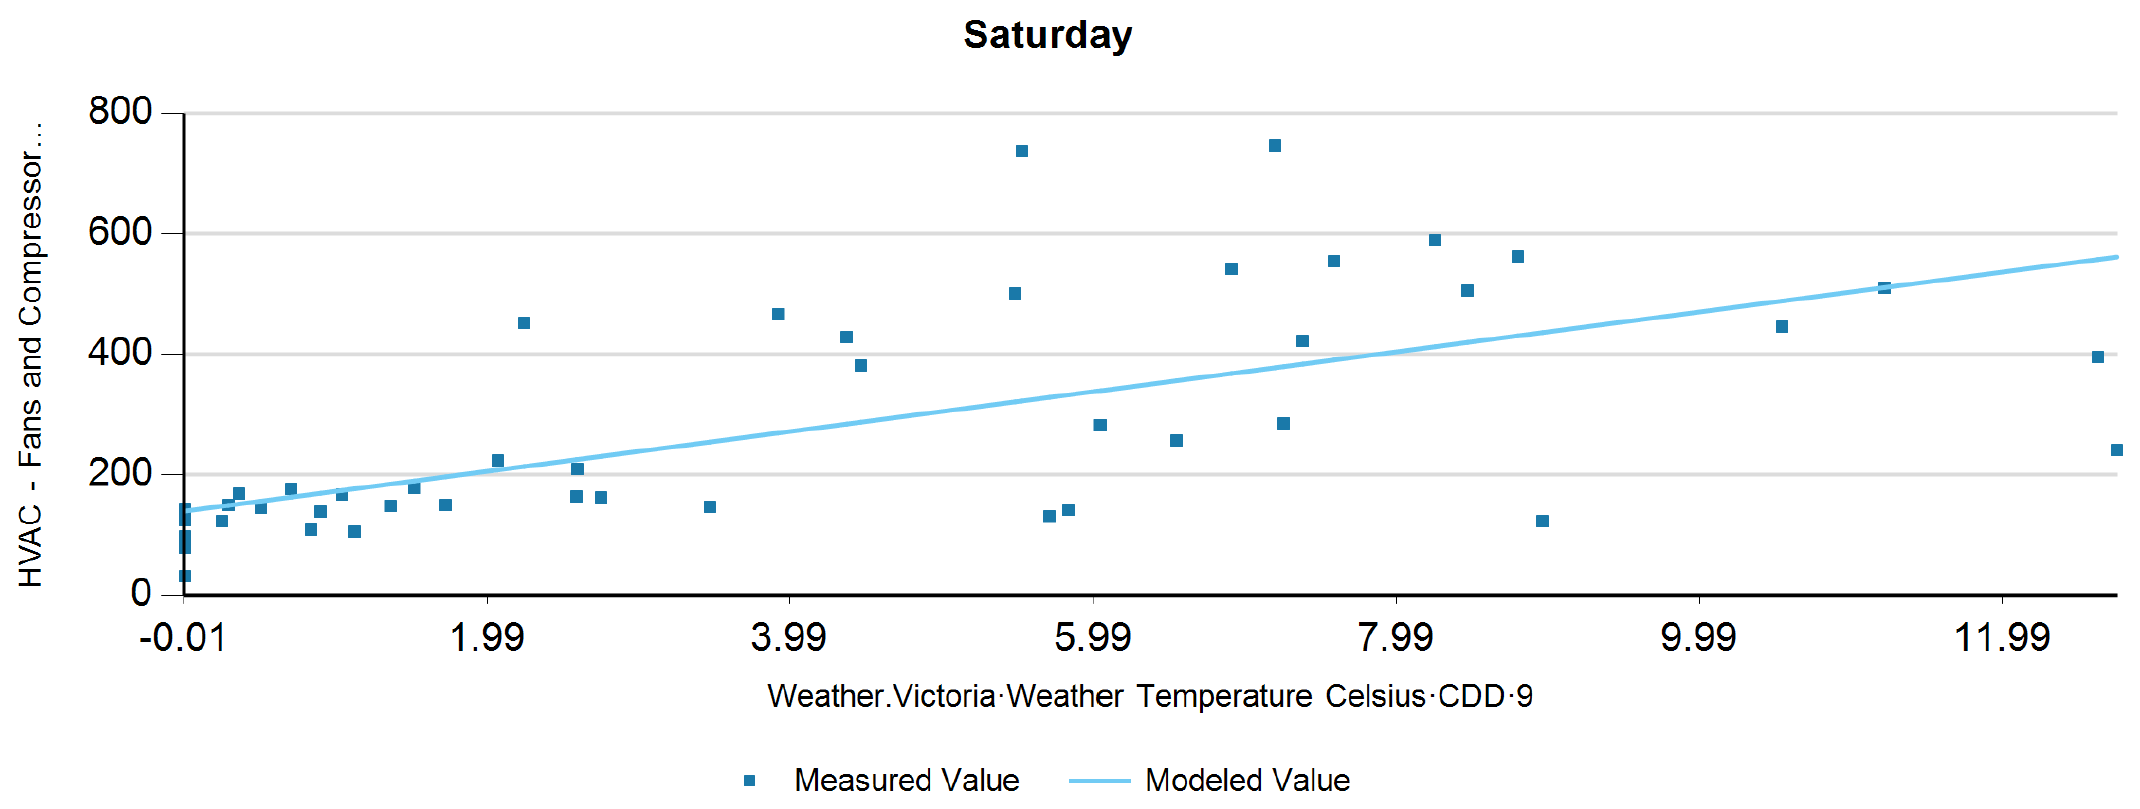 Saturday
800
600
400
200
0
HVAC - Fans and Compressor...
-0.01 1.99 3.99 5.99 7.99 9.99 11.99
Weather.Victoria·Weather Temperature Celsius·CDD·9
Measured Value Modeled Value